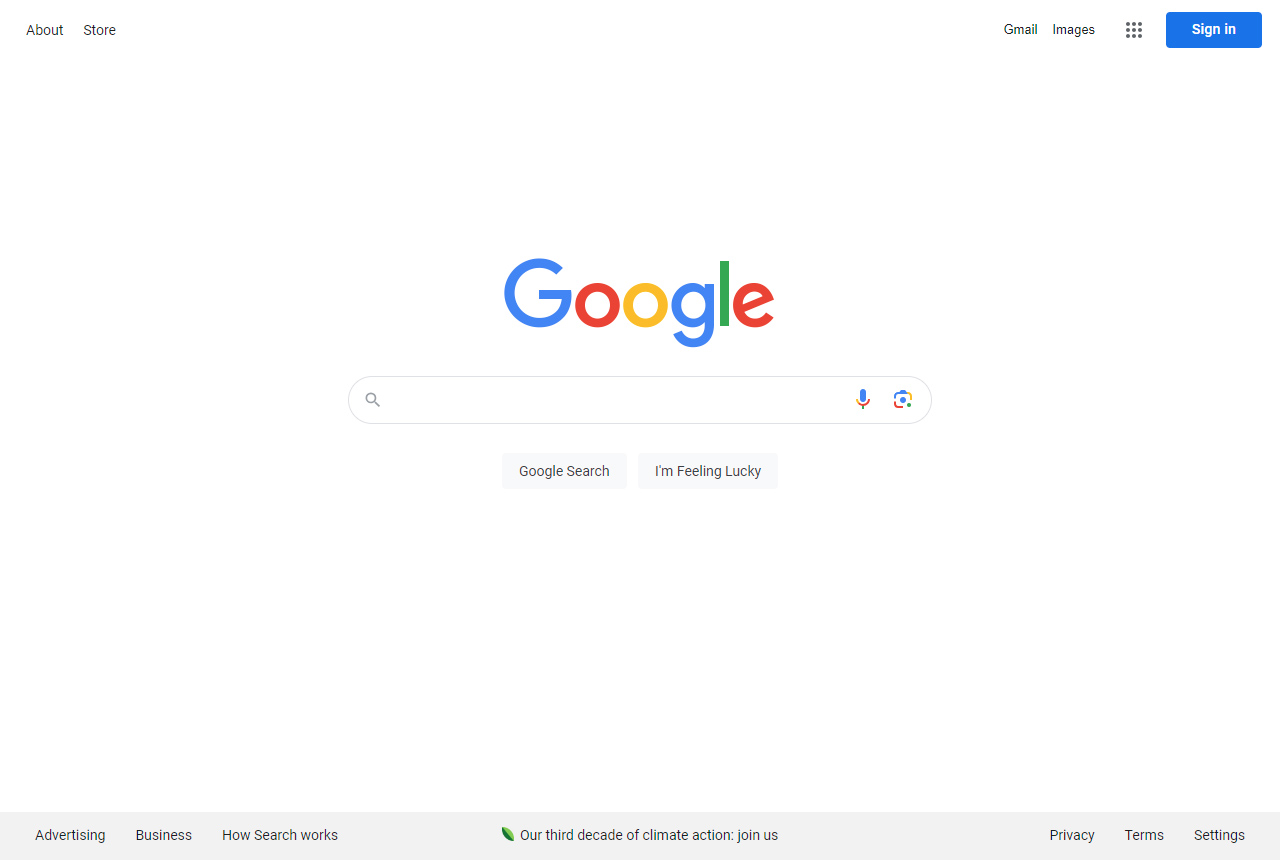 About Store Gmail Images Sign in
Google
Google Search I'm Feeling Lucky
Advertising Business How Search works Our third decade of climate action: join us Privacy Terms Settings